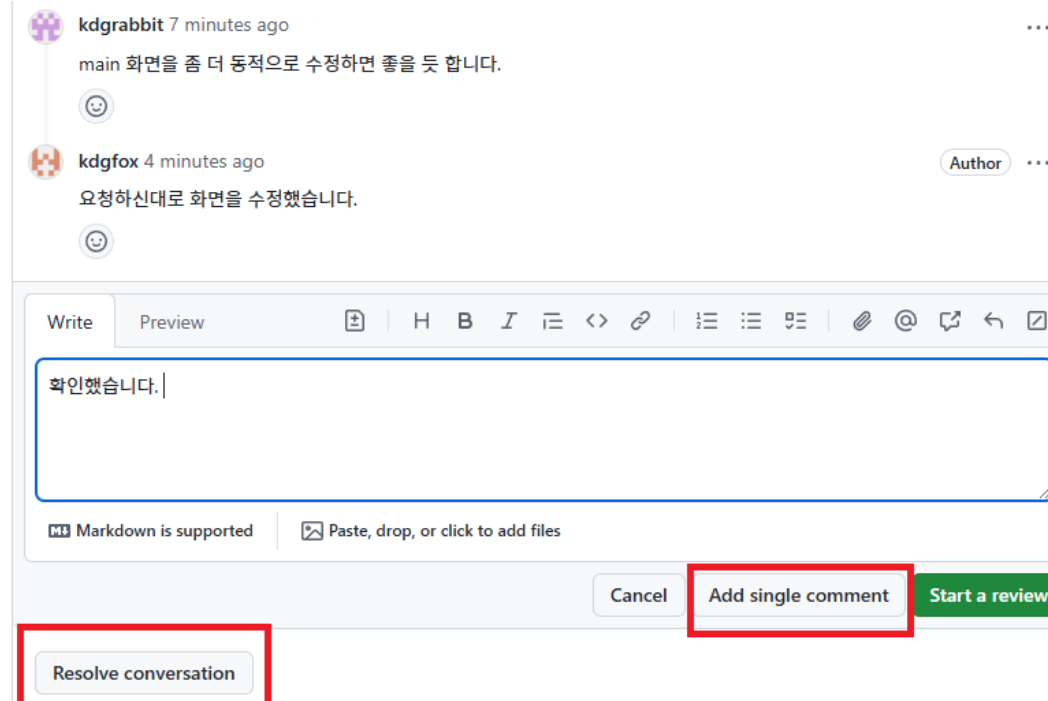 kdgrabbit 7 minutes ago
main 화면을 좀 더 동적으로 수정하면 좋을 듯 합니다.
kdgfox 4 minutes ago
Author
요청하신대로 화면을 수정했습니다.
Write Preview
확인했습니다.
Markdown is supported Paste, drop, or click to add files
Cancel Add single comment Start a review
Resolve conversation